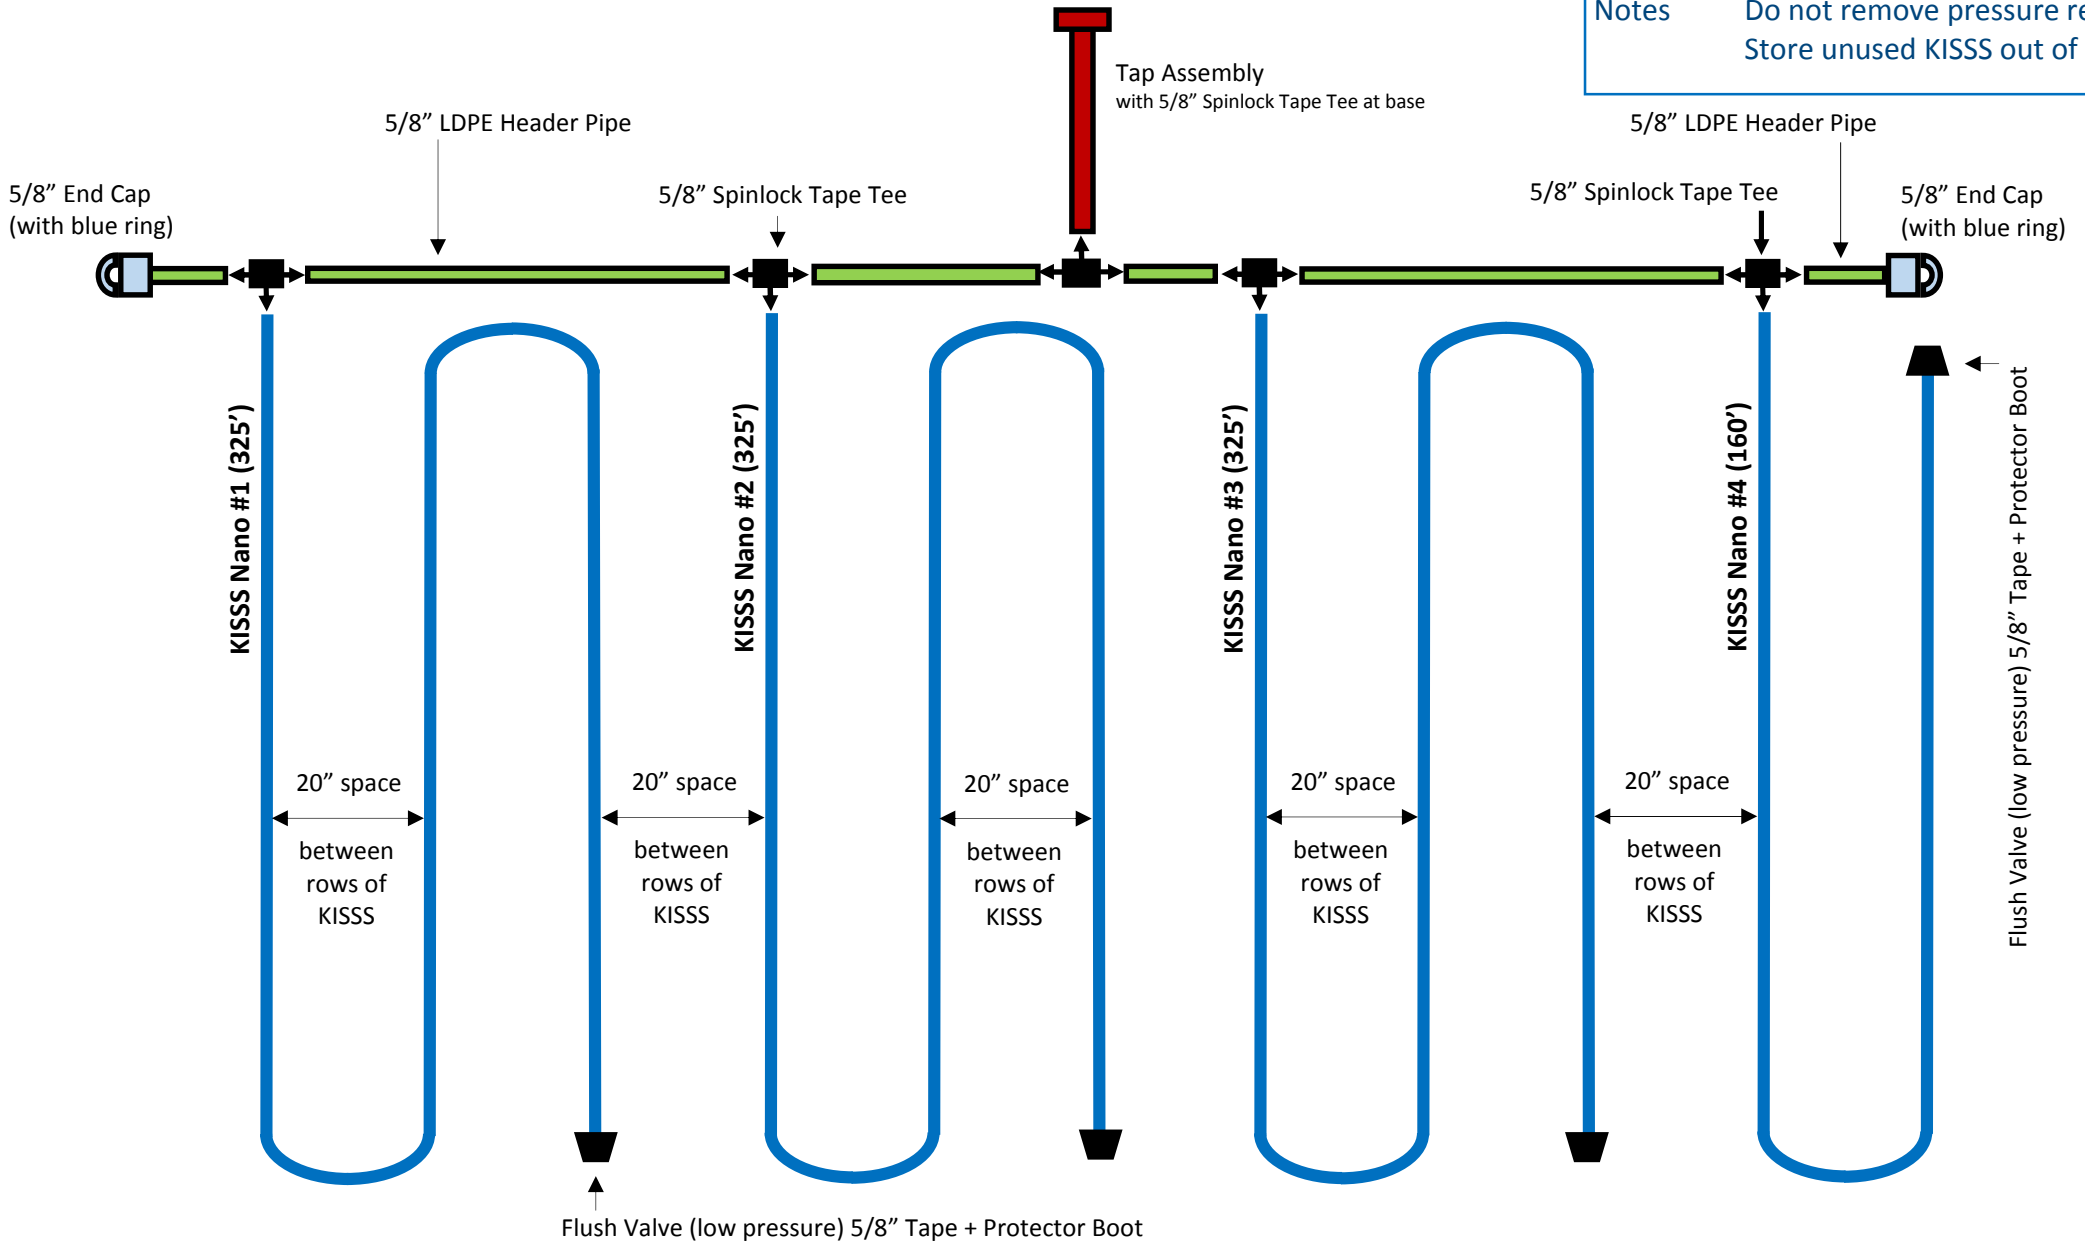 Notes Do not remove pressure
Store unused KISSS out of
Tap Assembly
with 5/8” Spinlock Tape Tee at base
5/8” LDPE Header Pipe
5/8” LDPE Header Pipe
5/8” End Cap
(with blue ring)
5/8” Spinlock Tape Tee
5/8” Spinlock Tape Tee
5/8” End Cap
(with blue ring)
KISSS Nano #1 (325’)
KISSS Nano #2 (325’)
KISSS Nano #3 (325’)
KISSS Nano #4 (160’)
Flush Valve (low pressure) 5/8” Tape + Protector Boot
20” space
between
rows of
KISSS
20” space
between
rows of
KISSS
20” space
between
rows of
KISSS
20” space
between
rows of
KISSS
20” space
between
rows of
KISSS
Flush Valve (low pressure) 5/8” Tape + Protector Boot